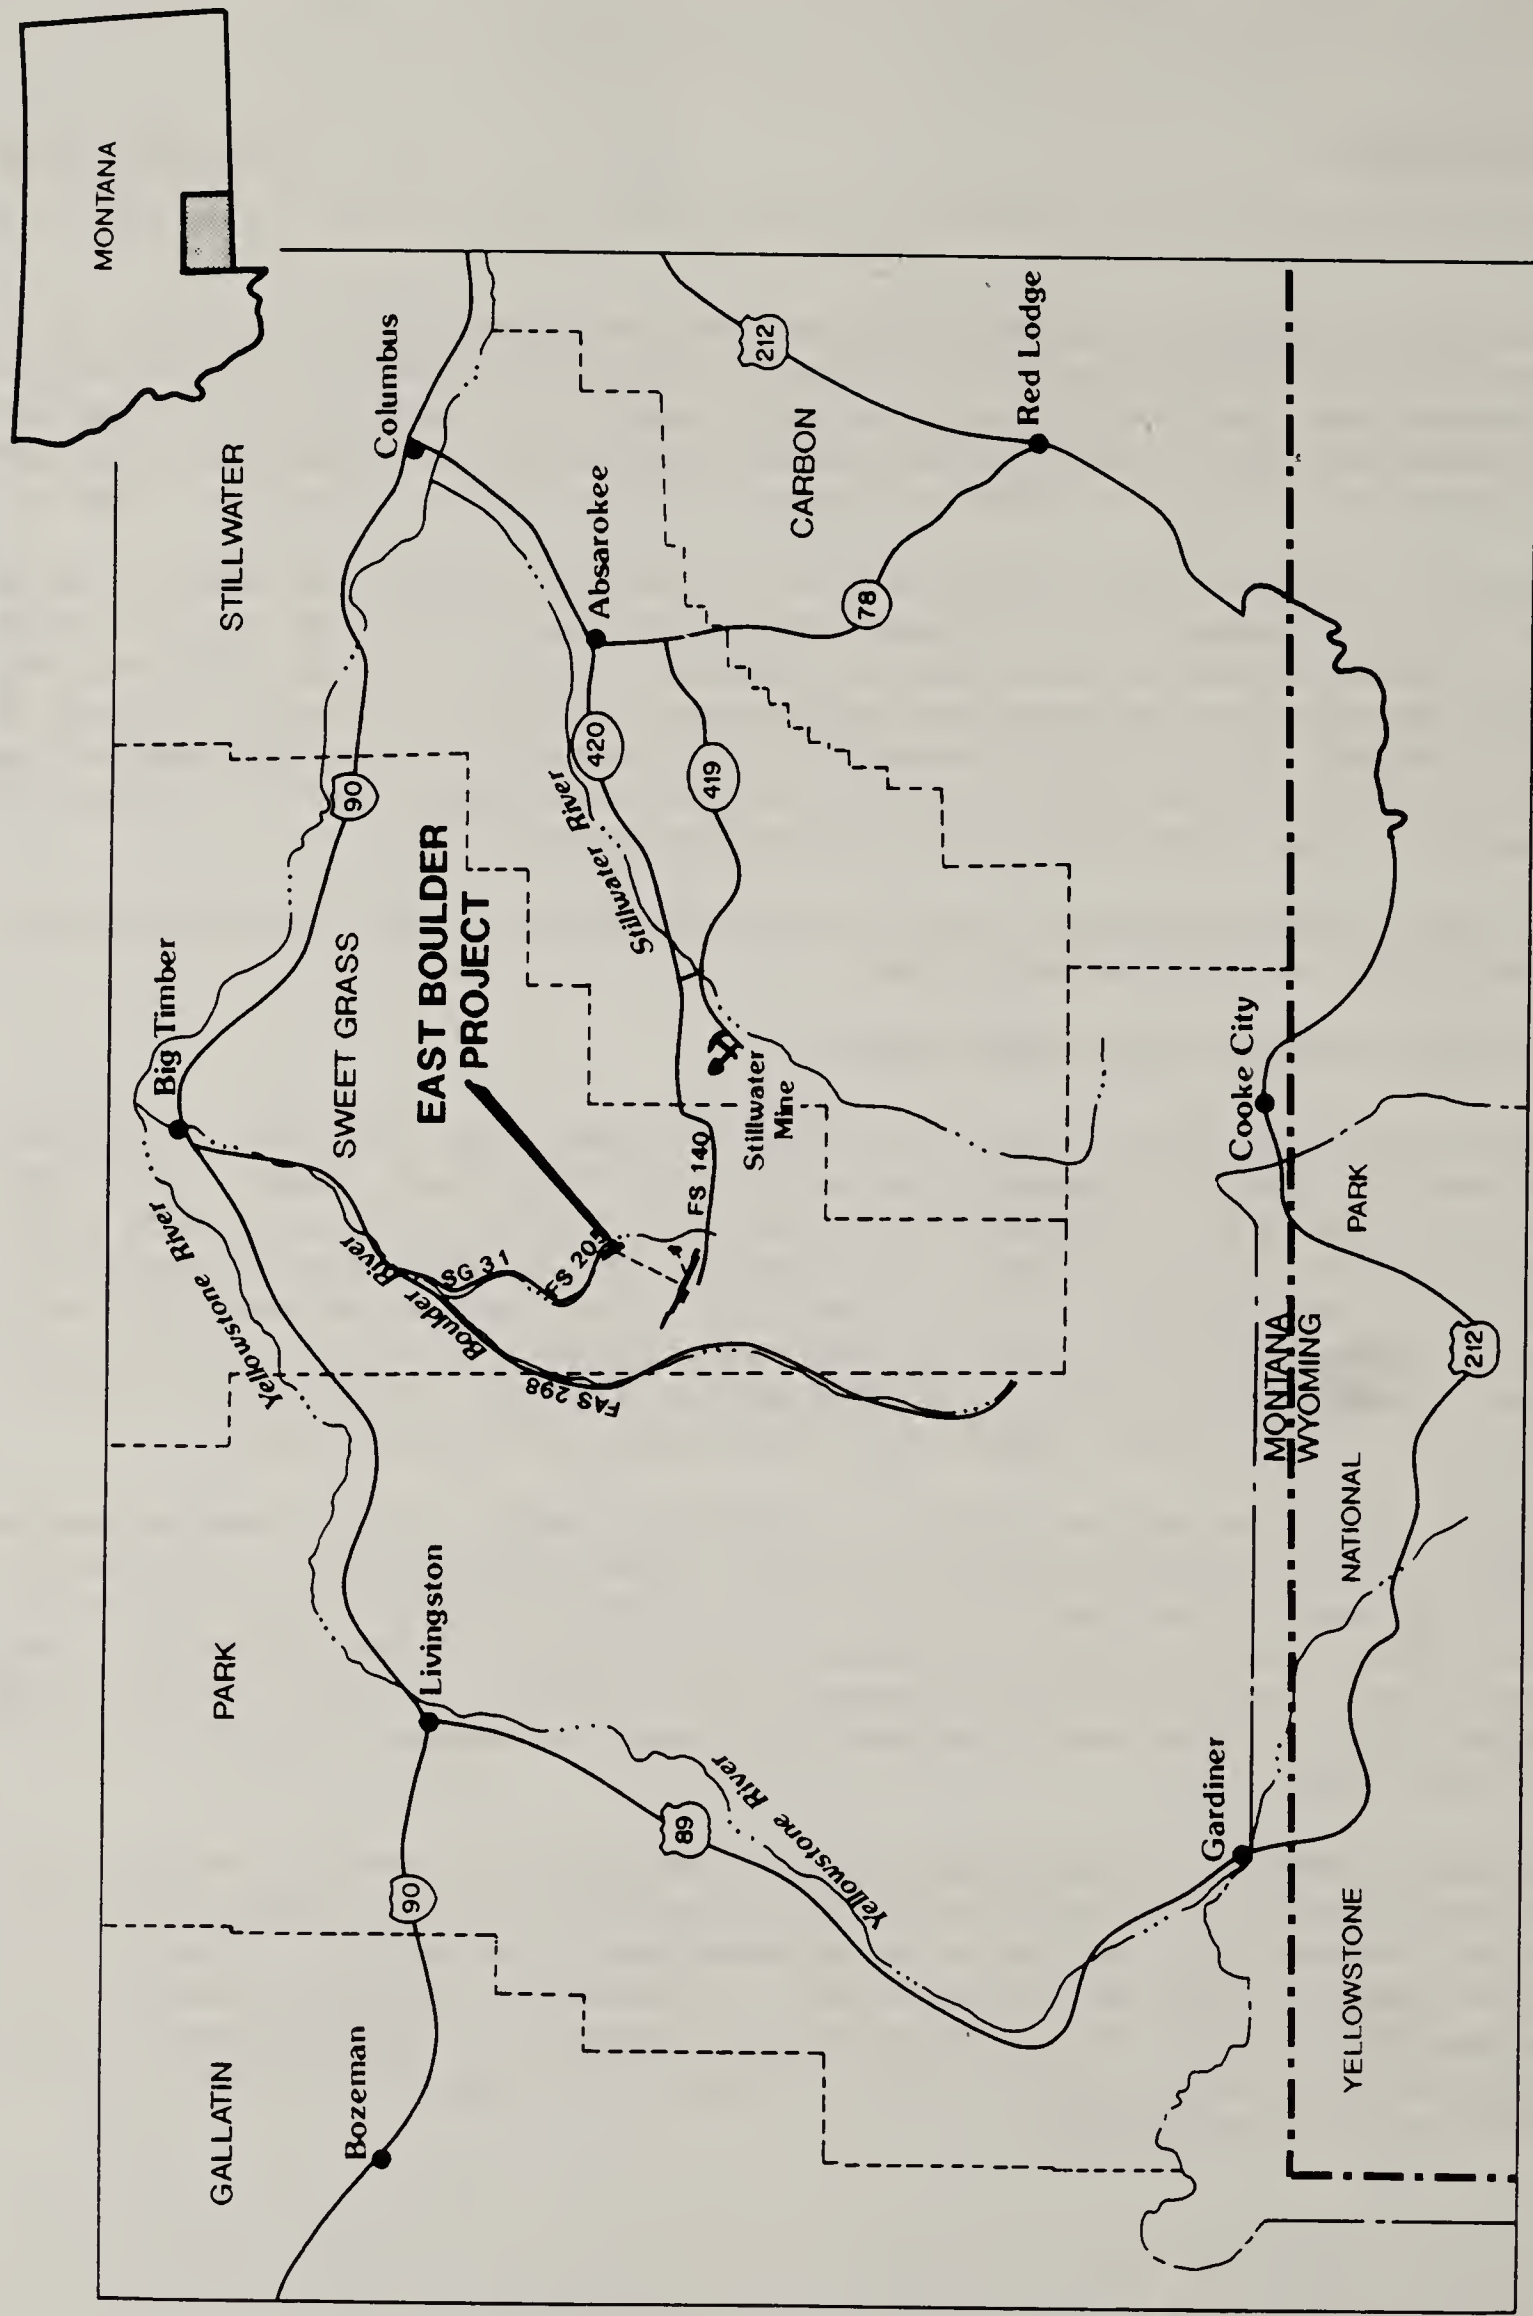 MONTANA
GALLATIN
PARK
STILLWATER
Big Timber
Yellowstone River
SWEET GRASS
90
Columbus
Bozeman
90
Livingston
Boulder River
SG 31
EAST BOULDER
PROJECT
FS 205
FAS 298
Stillwater River
420
Absarokee
419
FS 140
Stillwater
Mine
89
Yellowstone River
212
CARBON
78
Red Lodge
Gardiner
Cooke City
MONTANA
WYOMING
YELLOWSTONE
NATIONAL
PARK
212